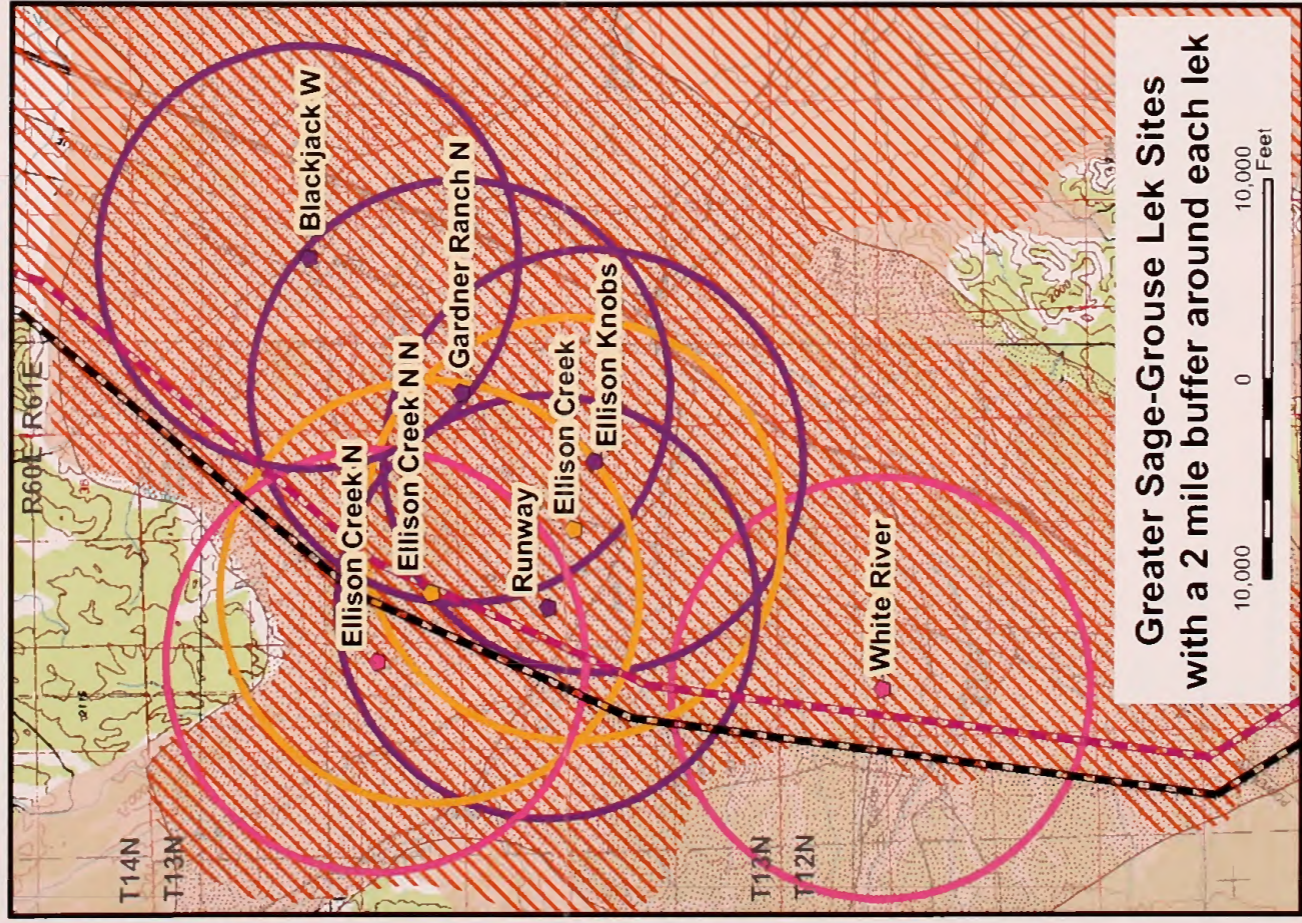 R60E
R61E
T14N
T13N
Blackjack W
Gardner Ranch N
Ellison Creek N N
Ellison Creek N
Ellison Creek
Ellison Knobs
Runway
White River
T13N
T12N
Greater Sage-Grouse Lek Sites
with a 2 mile buffer around each lek
10,000 0 10,000
Feet